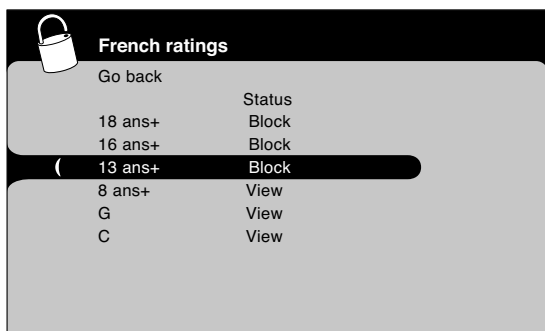 French ratings
Go back
Status
18 ans+ Block
16 ans+ Block
13 ans+ Block
8 ans+ View
G View
C View